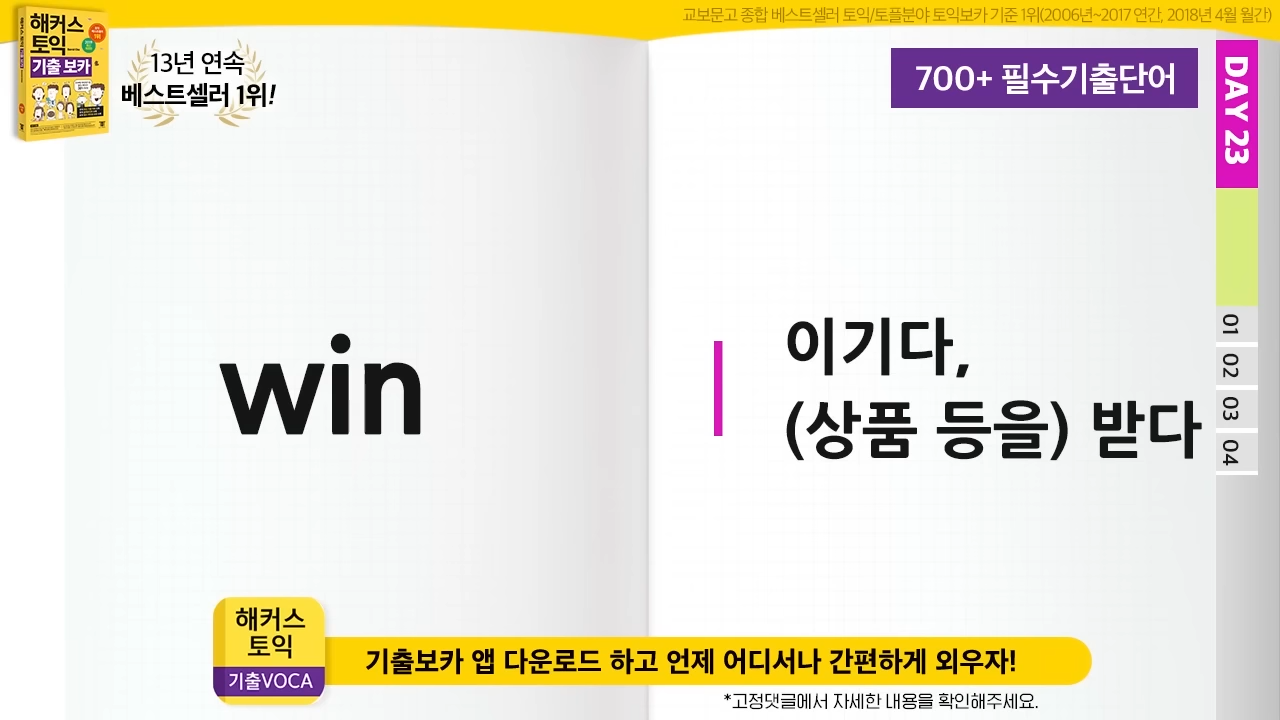 교보문고 종합 베스트셀러 토익/토플분야 토익보카 기준 1위(2006년~2017 연간, 2018년 4월 월간)
해커스
토익
기출 보카
13년 연속
베스트셀러 1위!
700+ 필수기출단어
DAY 23
win
이기다,
(상품 등을) 받다
01
02
03
04
해커스
토익
기출VOCA
기출보카 앱 다운로드 하고 언제 어디서나 간편하게 외우자!
*고정댓글에서 자세한 내용을 확인해주세요.